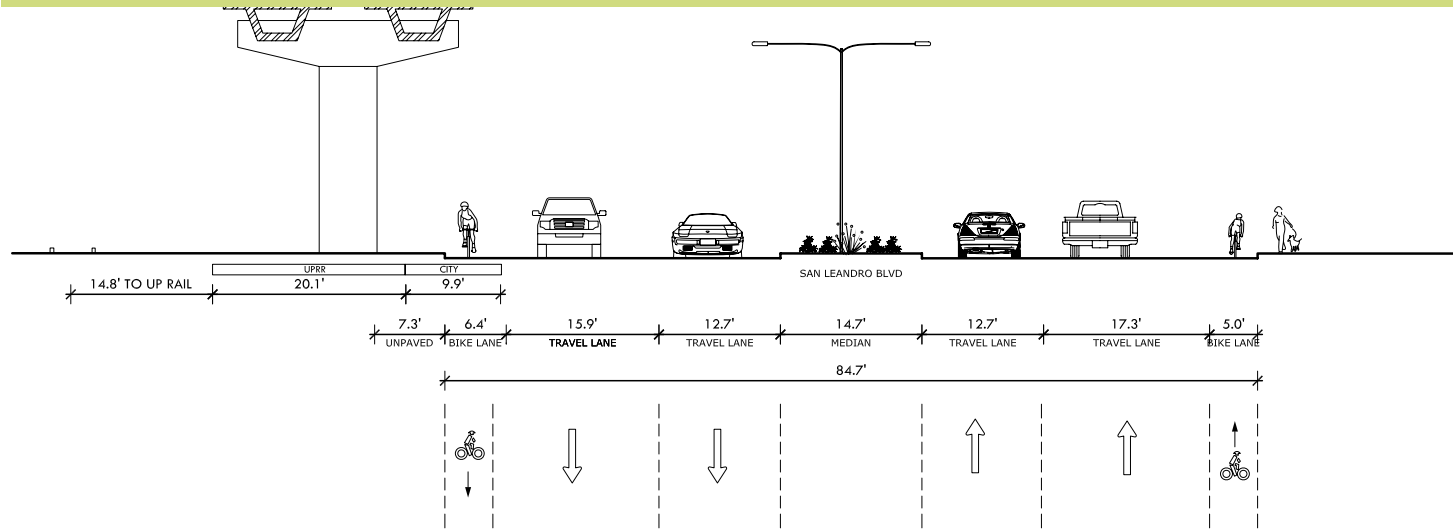 SAN LEANDRO BLVD
UPRR CITY
14.8' TO UP RAIL 20.1' 9.9'
7.3' 6.4' 15.9' 12.7' 14.7' 12.7' 17.3' 5.0'
UNPAVED BIKE LANE TRAVEL LANE TRAVEL LANE MEDIAN TRAVEL LANE TRAVEL LANE BIKE LANE
84.7'